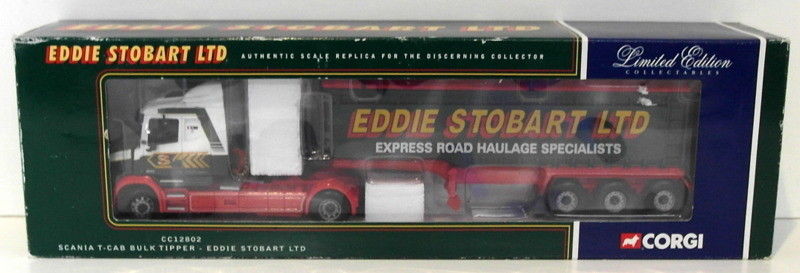 EDDIE STOBART LTD
AUTHENTIC SCALE REPLICA FOR THE DISCERNING COLLECTOR
Limited Edition
COLLECTABLES
EDDIE STOBART LTD
EXPRESS ROAD HAULAGE SPECIALISTS
S
CC12802
SCANIA T-CAB BULK TIPPER - EDDIE STOBART LTD
CORGI